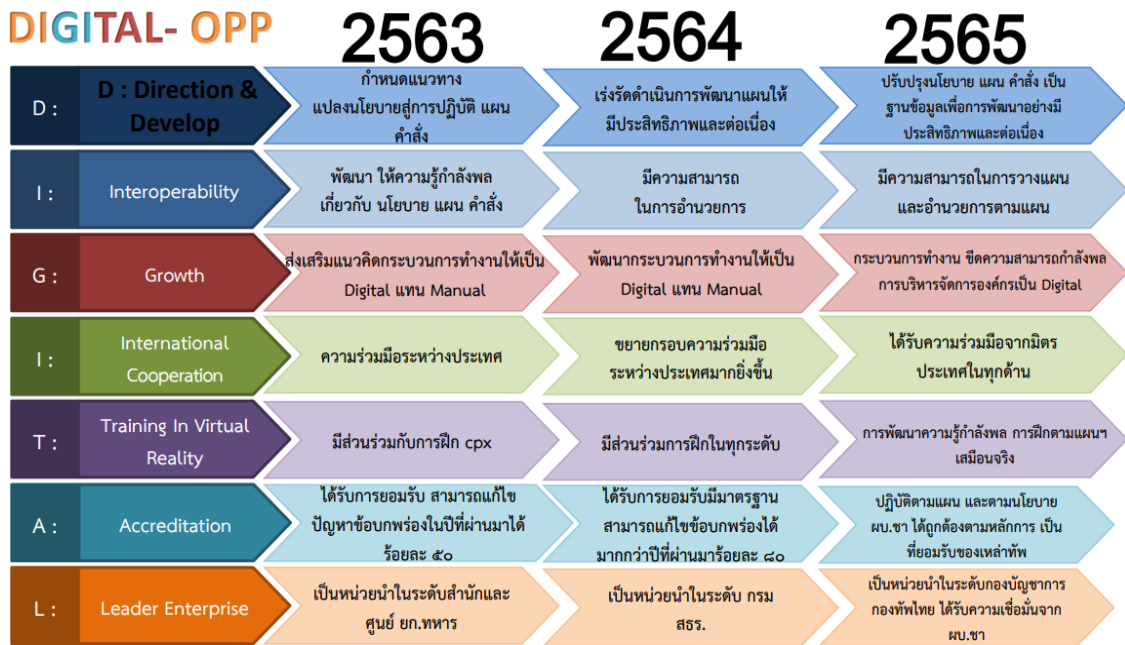 DIGITAL- OPP
2563
2564
2565
D :
D : Direction &
Develop
กำหนดแนวทาง
แปลงนโยบายสู่การปฏิบัติ แผน
คำสั่ง
เร่งรัดดำเนินการพัฒนาแผนให้
มีประสิทธิภาพและต่อเนื่อง
ปรับปรุงนโยบาย แผน คำสั่ง เป็น
ฐานข้อมูลเพื่อการพัฒนาอย่างมี
ประสิทธิภาพและต่อเนื่อง
I :
Interoperability
พัฒนา ให้ความรู้กำลังพล
เกี่ยวกับ นโยบาย แผน คำสั่ง
มีความสามารถ
ในการอำนวยการ
มีความสามารถในการวางแผน
และอำนวยการตามแผน
G :
Growth
ส่งเสริมแนวคิดกระบวนการทำงานให้เป็น
Digital แทน Manual
พัฒนากระบวนการทำงานให้เป็น
Digital แทน Manual
กระบวนการทำงาน ขีดความสามารถกำลังพล
การบริหารจัดการองค์กรเป็น Digital
I :
International
Cooperation
ความร่วมมือระหว่างประเทศ
ขยายกรอบความร่วมมือ
ระหว่างประเทศมากยิ่งขึ้น
ได้รับความร่วมมือจากมิตร
ประเทศในทุกด้าน
T :
Training In Virtual
Reality
มีส่วนร่วมกับการฝึก cpx
มีส่วนร่วมการฝึกในทุกระดับ
การพัฒนาความรู้กำลังพล การฝึกตามแผนฯ
เสมือนจริง
A :
Accreditation
ได้รับการยอมรับ สามารถแก้ไข
ปัญหาข้อบกพร่องในปีที่ผ่านมาได้
ร้อยละ ๕๐
ได้รับการยอมรับมีมาตรฐาน
สามารถแก้ไขข้อบกพร่องได้
มากกว่าปีที่ผ่านมาร้อยละ ๘๐
ปฏิบัติตามแผน และตามนโยบาย
ผบ.ชา ได้ถูกต้องตามหลักการ เป็น
ที่ยอมรับของเหล่าทัพ
L :
Leader Enterprise
เป็นหน่วยนำในระดับสำนักและ
ศูนย์ ยก.ทหาร
เป็นหน่วยนำในระดับ กรม
สธร.
เป็นหน่วยนำในระดับกองบัญชาการ
กองทัพไทย ได้รับความเชื่อมั่นจาก
ผบ.ชา